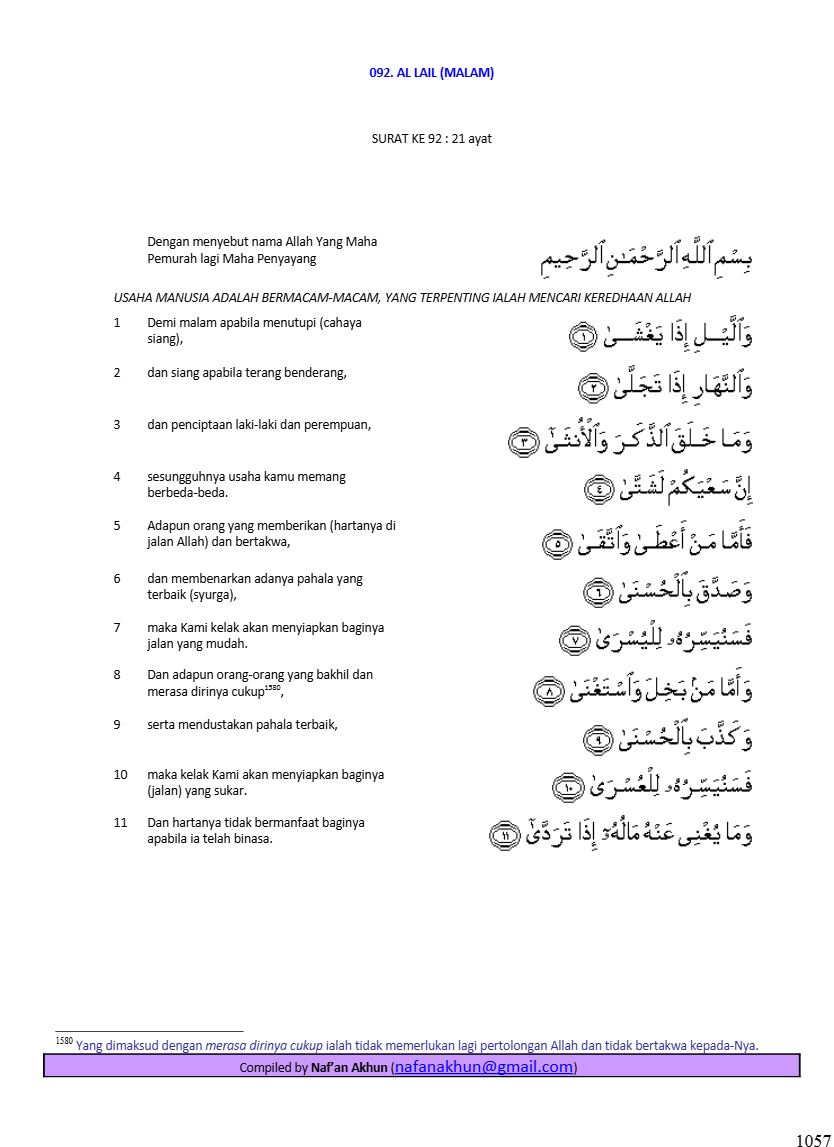 092. AL LAIL (MALAM)
SURAT KE 92 : 21 ayat
Dengan menyebut nama Allah Yang Maha
Pemurah lagi Maha Penyayang
بِسْمِ ٱللَّهِ ٱلرَّحْمَـٰنِ ٱلرَّحِيمِ
USAHA MANUSIA ADALAH BERMACAM-MACAM, YANG TERPENTING IALAH MENCARI KEREDHAAN ALLAH
1 Demi malam apabila menutupi (cahaya
siang),
وَٱلَّيْلِ إِذَا يَغْشَىٰ ١
2 dan siang apabila terang benderang,
وَٱلنَّهَارِ إِذَا تَجَلَّىٰ ٢
3 dan penciptaan laki-laki dan perempuan,
وَمَا خَلَقَ ٱلذَّكَرَ وَٱلْأُنثَىٰٓ ٣
4 sesungguhnya usaha kamu memang
berbeda-beda.
إِنَّ سَعْيَكُمْ لَشَتَّىٰ ٤
5 Adapun orang yang memberikan (hartanya di
jalan Allah) dan bertakwa,
فَأَمَّا مَنْ أَعْطَىٰ وَٱتَّقَىٰ ٥
6 dan membenarkan adanya pahala yang
terbaik (syurga),
وَصَدَّقَ بِٱلْحُسْنَىٰ ٦
7 maka Kami kelak akan menyiapkan baginya
jalan yang mudah.
فَسَنُيَسِّرُهُۥ لِلْيُسْرَىٰ ٧
8 Dan adapun orang-orang yang bakhil dan
merasa dirinya cukup1580,
وَأَمَّا مَنۢ بَخِلَ وَٱسْتَغْنَىٰ ٨
9 serta mendustakan pahala terbaik,
وَكَذَّبَ بِٱلْحُسْنَىٰ ٩
10 maka kelak Kami akan menyiapkan baginya
(jalan) yang sukar.
فَسَنُيَسِّرُهُۥ لِلْعُسْرَىٰ ١٠
11 Dan hartanya tidak bermanfaat baginya
apabila ia telah binasa.
وَمَا يُغْنِى عَنْهُ مَالُهُۥٓ إِذَا تَرَدَّىٰٓ ١١
1580 Yang dimaksud dengan merasa dirinya cukup ialah tidak memerlukan lagi pertolongan Allah dan tidak bertakwa kepada-Nya.
Compiled by Naf’an Akhun (nafanakhun@gmail.com)
1057